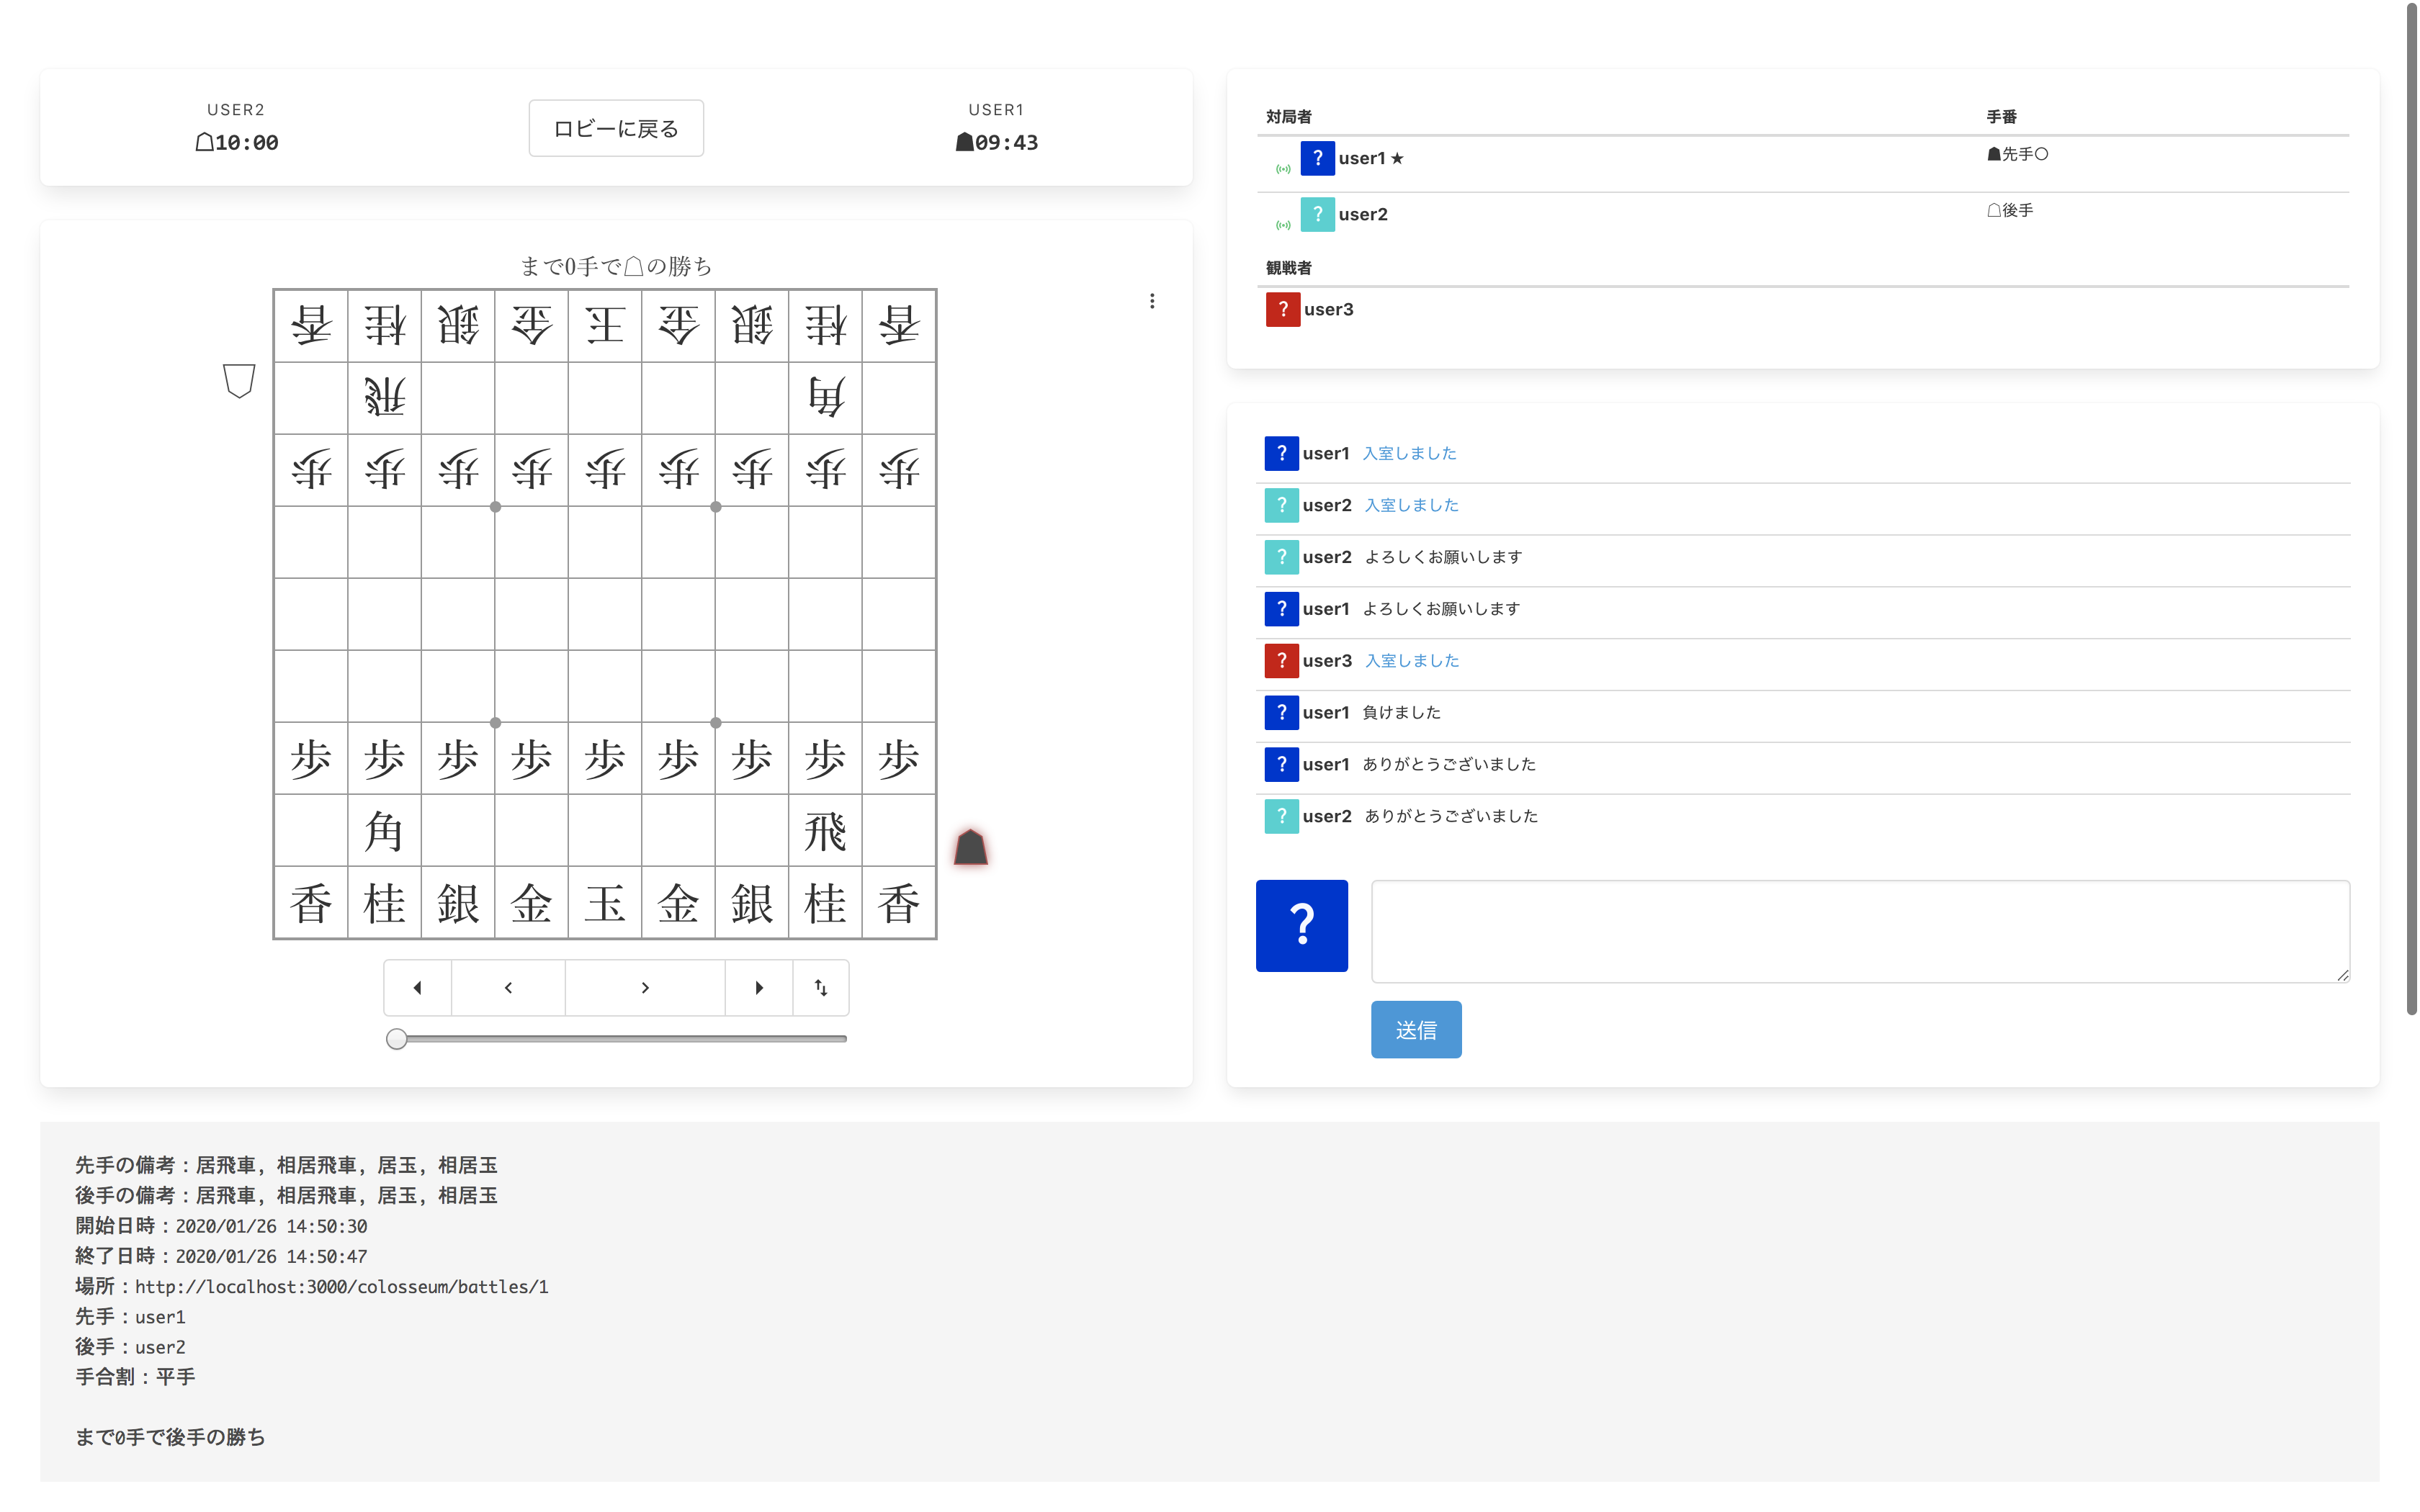 USER2
☖10:00
ロビーに戻る
USER1
☗09:43
まで0手で☖の勝ち
香 桂 銀 金 王 金 銀 桂 香
飛 角
歩 歩 歩 歩 歩 歩 歩 歩 歩
歩 歩 歩 歩 歩 歩 歩 歩 歩
角 飛
香 桂 銀 金 玉 金 銀 桂 香
対局者 手番
? user1 ★ ☗先手○
? user2 ☖後手
観戦者
? user3
? user1 入室しました
? user2 入室しました
? user2 よろしくお願いします
? user1 よろしくお願いします
? user3 入室しました
? user1 負けました
? user1 ありがとうございました
? user2 ありがとうございました
?
送信
先手の備考：居飛車, 相居飛車, 居玉, 相居玉
後手の備考：居飛車, 相居飛車, 居玉, 相居玉
開始日時：2020/01/26 14:50:30
終了日時：2020/01/26 14:50:47
場所：http://localhost:3000/colosseum/battles/1
先手：user1
後手：user2
手合割：平手
まで0手で後手の勝ち